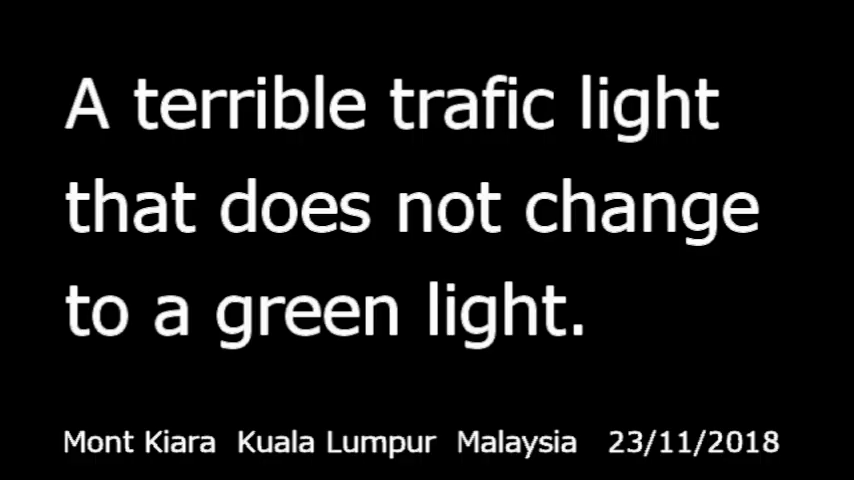 A terrible trafic light
that does not change
to a green light.
Mont Kiara Kuala Lumpur Malaysia 23/11/2018